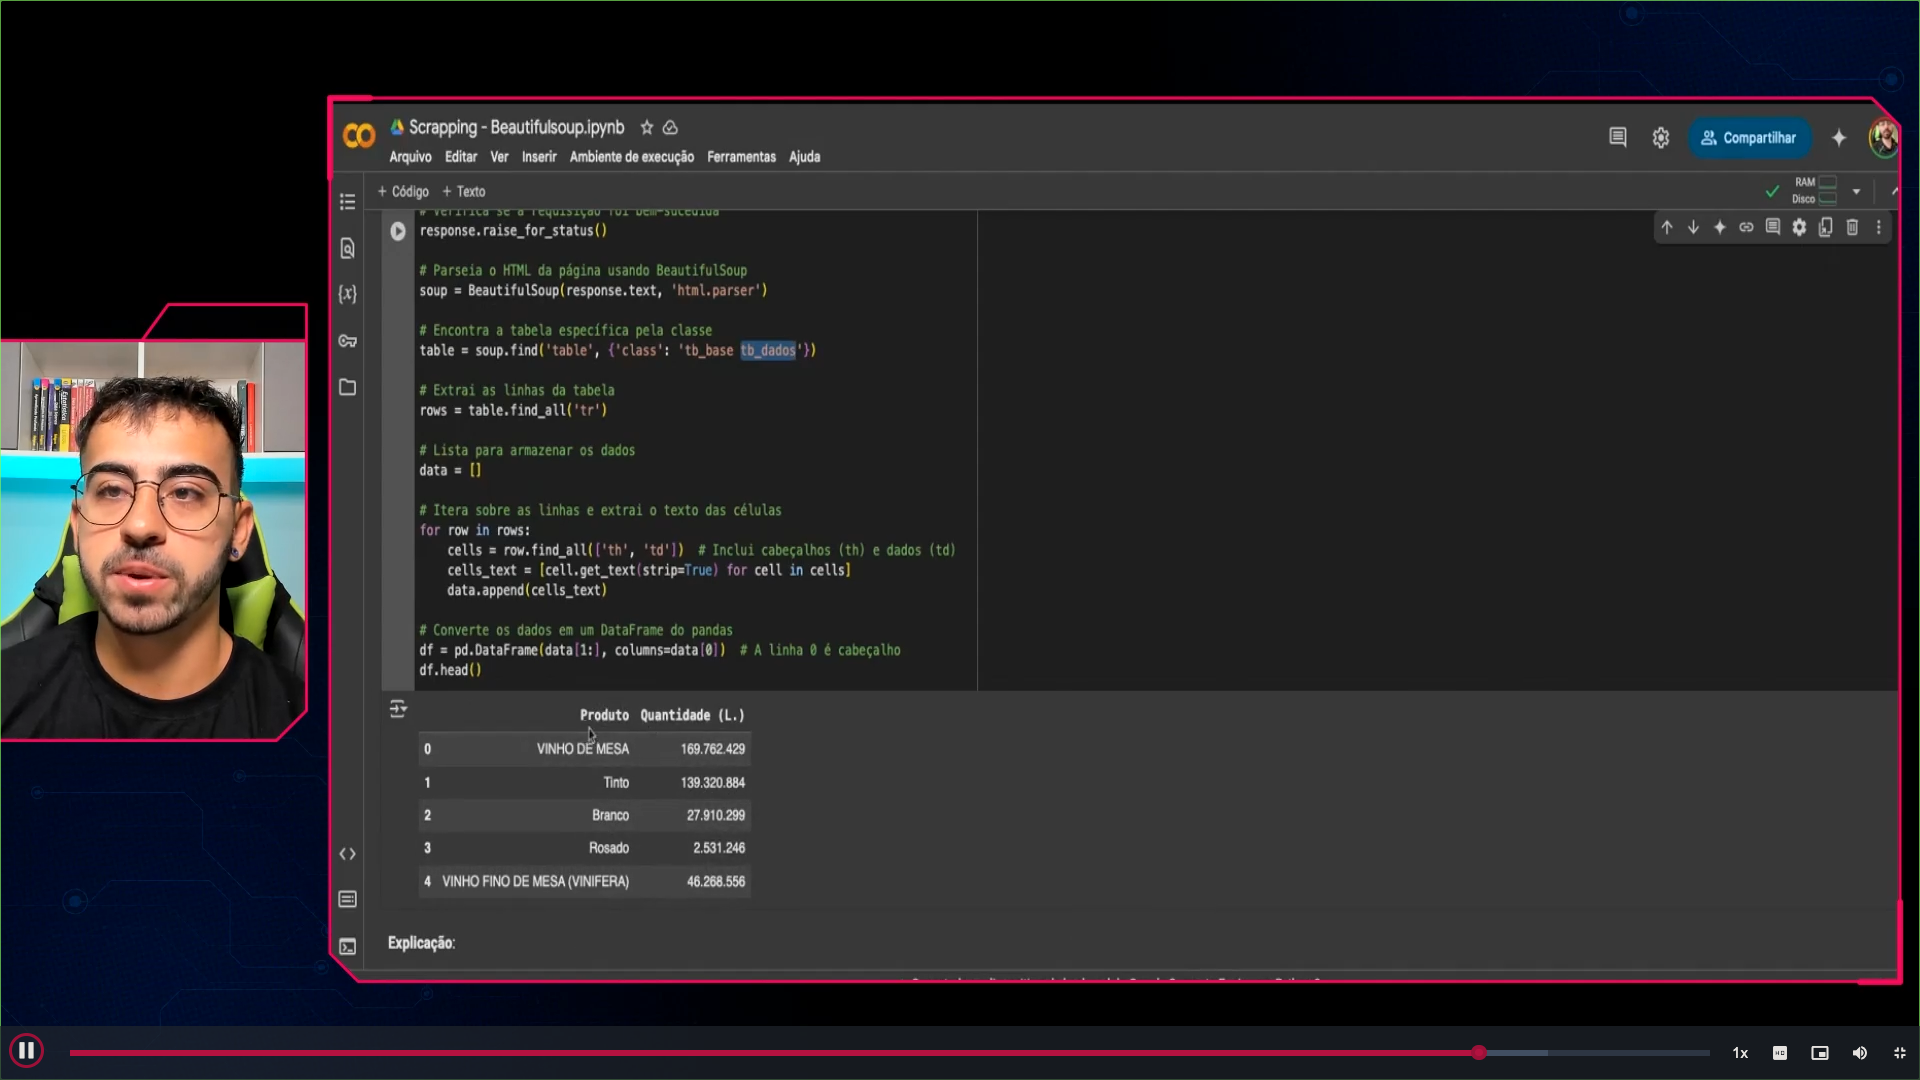 Scrapping - Beautifulsoup.ipynb
Arquivo Editar Ver Inserir Ambiente de execução Ferramentas Ajuda
Compartilhar
+ Código + Texto
RAM
Disco
# Verifica se a requisição foi bem-sucedida
response.raise_for_status()
# Parseia o HTML da página usando BeautifulSoup
soup = BeautifulSoup(response.text, 'html.parser')
# Encontra a tabela específica pela classe
table = soup.find('table', {'class': 'tb_base tb_dados'})
# Extrai as linhas da tabela
rows = table.find_all('tr')
# Lista para armazenar os dados
data = []
# Itera sobre as linhas e extrai o texto das células
for row in rows:
cells = row.find_all(['th', 'td']) # Inclui cabeçalhos (th) e dados (td)
cells_text = [cell.get_text(strip=True) for cell in cells]
data.append(cells_text)
# Converte os dados em um DataFrame do pandas
df = pd.DataFrame(data[1:], columns=data[0]) # A linha 0 é cabeçalho
df.head()
Produto Quantidade (L.)
0 VINHO DE MESA 169.762.429
1 Tinto 139.320.884
2 Branco 27.910.299
3 Rosado 2.531.246
4 VINHO FINO DE MESA (VINIFERA) 46.268.556
Explicação:
1x